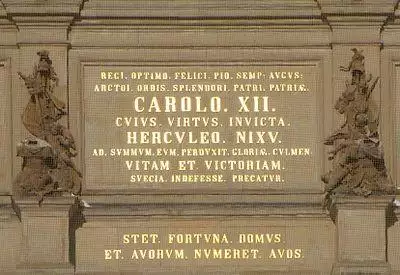 REGI. OPTIMO. FELICI. PIO. SEMP: AVGVS:
ARCTOI. ORBIS. SPLENDORI. PATRI. PATRIÆ.
CAROLO. XII.
CVIVS. VIRTVS. INVICTA.
HERCVLEO. NIXV.
AD. SVMMVM. EVM. PERDVXIT. GLORIÆ. CVLMEN.
VITAM ET VICTORIAM.
SVECIA. INDEFESSE. PRECATVR.
STET. FORTVNA. DOMVS
ET. AVORVM. NVMERET. AVOS.